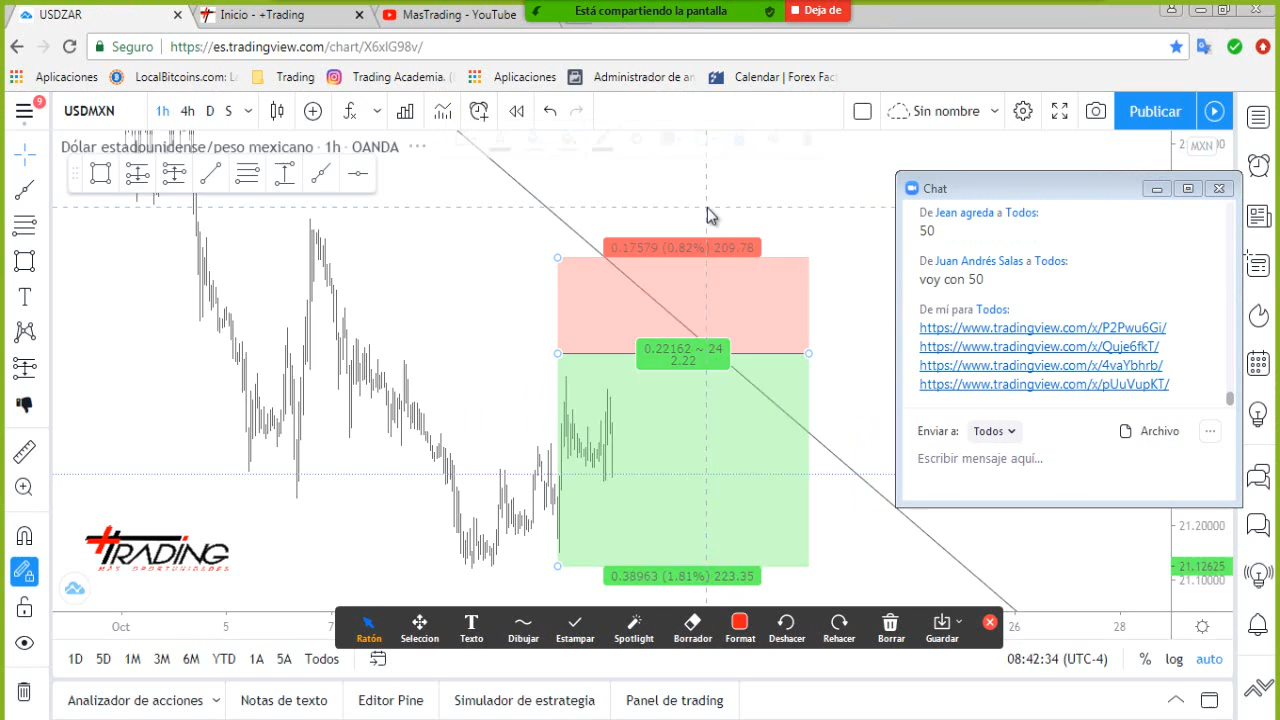 USDZAR
Inicio - +Trading
MasTrading - YouTube
Está compartiendo la pantalla
Deja de
Seguro
https://es.tradingview.com/chart/X6xIG98v/
Aplicaciones
LocalBitcoins.com: L
Trading
Trading Academia. (
Aplicaciones
Administrador de an
Calendar | Forex Fac
9
USDMXN
1h
4h
D
S
Sin nombre
Publicar
Dólar estadounidense/peso mexicano · 1h · OANDA
MXN
Chat
De Jean agreda a Todos:
50
De Juan Andrés Salas a Todos:
voy con 50
De mí para Todos:
https://www.tradingview.com/x/P2Pwu6Gi/
https://www.tradingview.com/x/Quje6fkT/
https://www.tradingview.com/x/4vaYbhrb/
https://www.tradingview.com/x/pUuVupKT/
Enviar a:
Todos
Archivo
Escribir mensaje aquí...
0.17579 (0.82%) 209.78
0.22162 ~ 24
2.22
0.38963 (1.81%) 223.35
21.20000
21.12625
21.10000
TRADING
MÁS OPORTUNIDADES
Oct
5
7
26
28
Ratón
Seleccion
Texto
Dibujar
Estampar
Spotlight
Borrador
Format
Deshacer
Rehacer
Borrar
Guardar
1D
5D
1M
3M
6M
YTD
1A
5A
Todos
08:42:34 (UTC-4)
%
log
auto
Analizador de acciones
Notas de texto
Editor Pine
Simulador de estrategia
Panel de trading